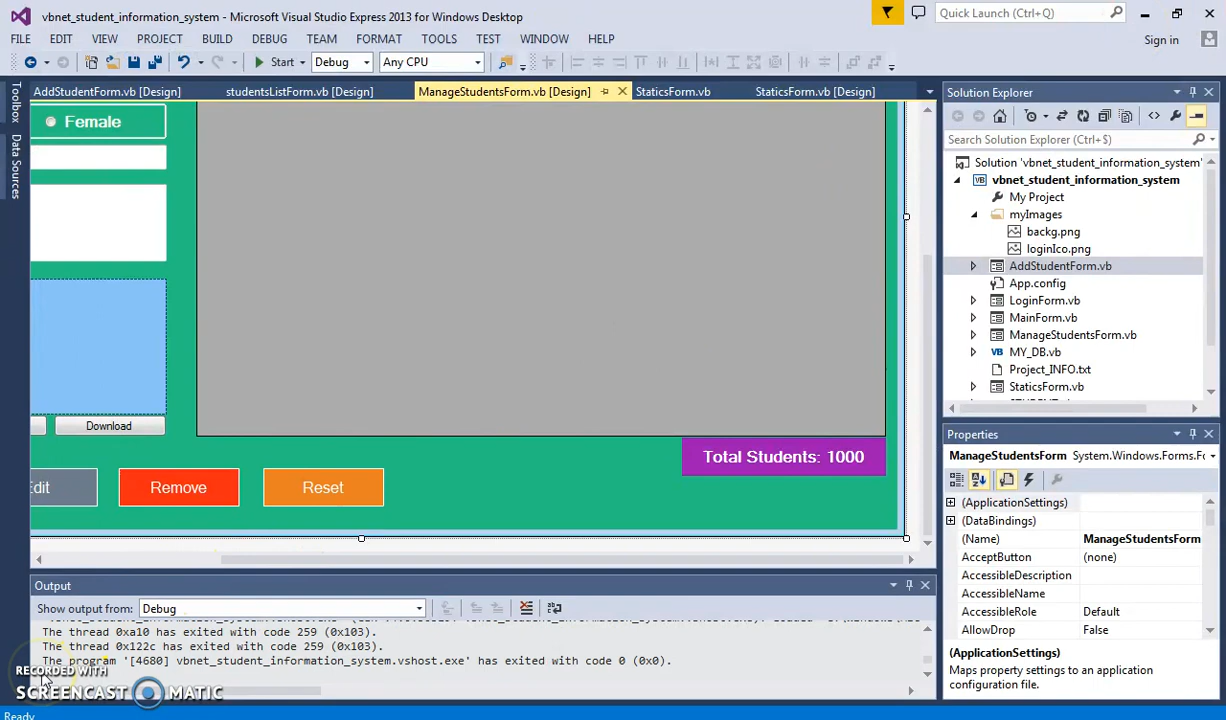 vbnet_student_information_system - Microsoft Visual Studio Express 2013 for Windows Desktop
Quick Launch (Ctrl+Q)
FILE EDIT VIEW DEBUG TEAM FORMAT TOOLS TEST WINDOW HELP
BUILD
Sign in
Start Debug Any CPU
Toolbox
Data Sources
AddStudentForm.vb [Design] studentsListForm.vb [Design] ManageStudentsForm.vb [Design] StaticsForm.vb StaticsForm.vb [Design]
Female
Download
Total Students: 1000
Edit Remove Reset
Output
Show output from: Debug
The thread 0xa10 has exited with code 259 (0x103).
The thread 0x122c has exited with code 259 (0x103).
The program '[4680] vbnet_student_information_system.vshost.exe' has exited with code 0 (0x0).
RECORDED WITH
SCREENCAST MATIC
Ready
Solution Explorer
Search Solution Explorer (Ctrl+$)
Solution 'vbnet_student_information_system'
vbnet_student_information_system
My Project
myImages
backg.png
loginIco.png
AddStudentForm.vb
App.config
LoginForm.vb
MainForm.vb
ManageStudentsForm.vb
MY_DB.vb
Project_INFO.txt
StaticsForm.vb
Properties
ManageStudentsForm System.Windows.Forms.Fo
(ApplicationSettings)
(DataBindings)
(Name) ManageStudentsForm
AcceptButton (none)
AccessibleDescription
AccessibleName
AccessibleRole Default
AllowDrop False
(ApplicationSettings)
Maps property settings to an application
configuration file.